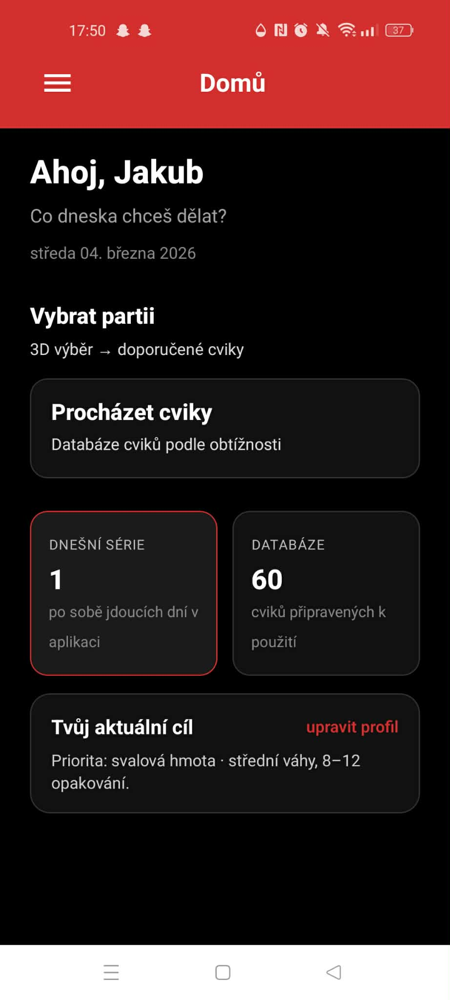 17:50
37
Domů
Ahoj, Jakub
Co dneska chceš dělat?
středa 04. března 2026
Vybrat partii
3D výběr → doporučené cviky
Procházet cviky
Databáze cviků podle obtížnosti
DNEŠNÍ SÉRIE
1
po sobě jdoucích dní v
aplikaci
DATABÁZE
60
cviků připravených k
použití
Tvůj aktuální cíl
upravit profil
Priorita: svalová hmota · střední váhy, 8–12
opakování.